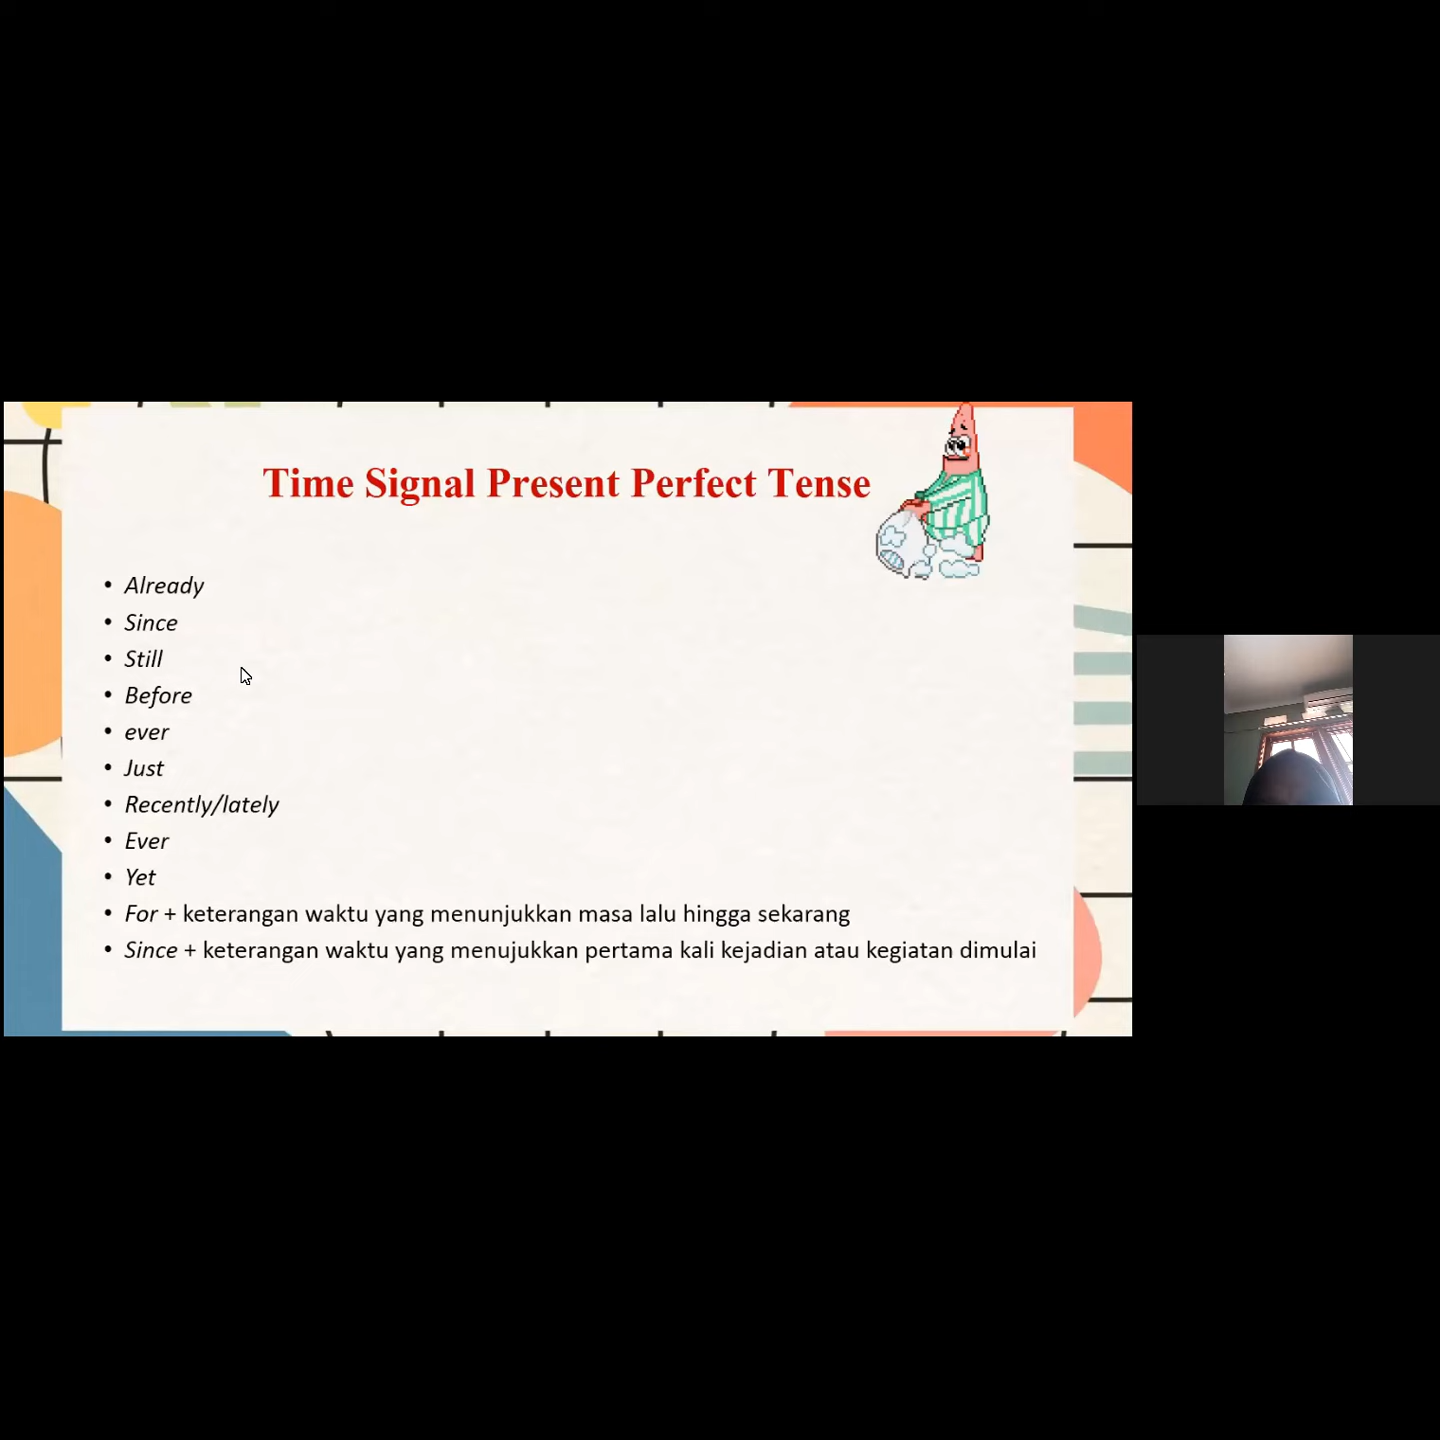 Time Signal Present Perfect Tense
• Already
• Since
• Still
• Before
• ever
• Just
• Recently/lately
• Ever
• Yet
• For + keterangan waktu yang menunjukkan masa lalu hingga sekarang
• Since + keterangan waktu yang menujukkan pertama kali kejadian atau kegiatan dimulai